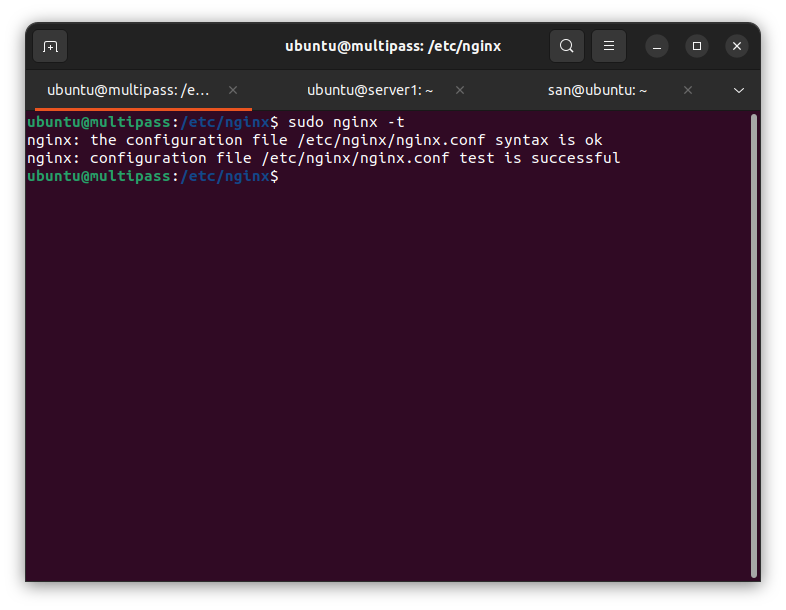 ubuntu@multipass: /etc/nginx
ubuntu@multipass: /e... ubuntu@server1: ~ san@ubuntu: ~
ubuntu@multipass:/etc/nginx$ sudo nginx -t
nginx: the configuration file /etc/nginx/nginx.conf syntax is ok
nginx: configuration file /etc/nginx/nginx.conf test is successful
ubuntu@multipass:/etc/nginx$